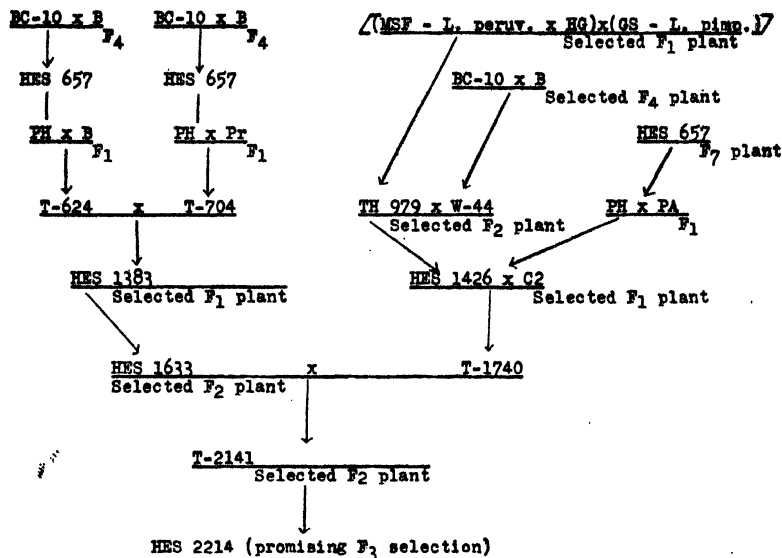 BC-10 x B BC-10 x B [(MSF - L. peruv. x HG)x(GS - L. pimp.)]
F4 F4 Selected F1 plant
HES 657 HES 657 BC-10 x B
Selected F4 plant
PH x B PH x Pr HES 657
F1 F1 F7 plant
T-624 x T-704 TH 979 x W-44 PH x PA
Selected F2 plant F1
HES 1383 HES 1426 x C2
Selected F1 plant Selected F1 plant
HES 1633 x T-1740
Selected F2 plant
T-2141
Selected F2 plant
HES 2214 (promising F3 selection)